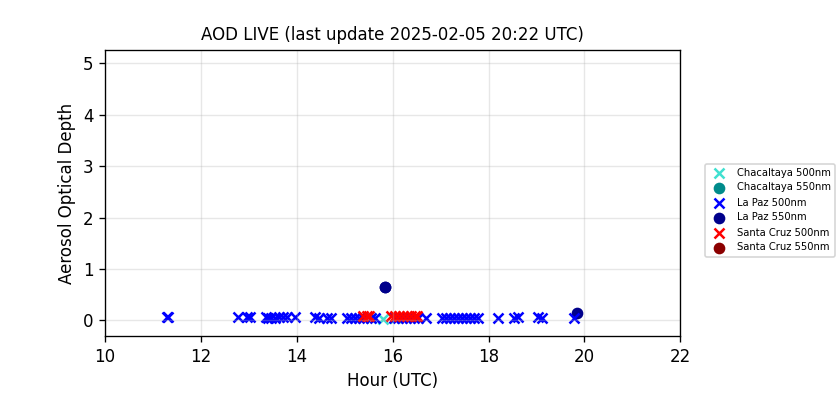 AOD LIVE (last update 2025-02-05 20:22 UTC)
Aerosol Optical Depth
5
4
3
2
1
0
10 12 14 16 18 20 22
Hour (UTC)
Chacaltaya 500nm
Chacaltaya 550nm
La Paz 500nm
La Paz 550nm
Santa Cruz 500nm
Santa Cruz 550nm